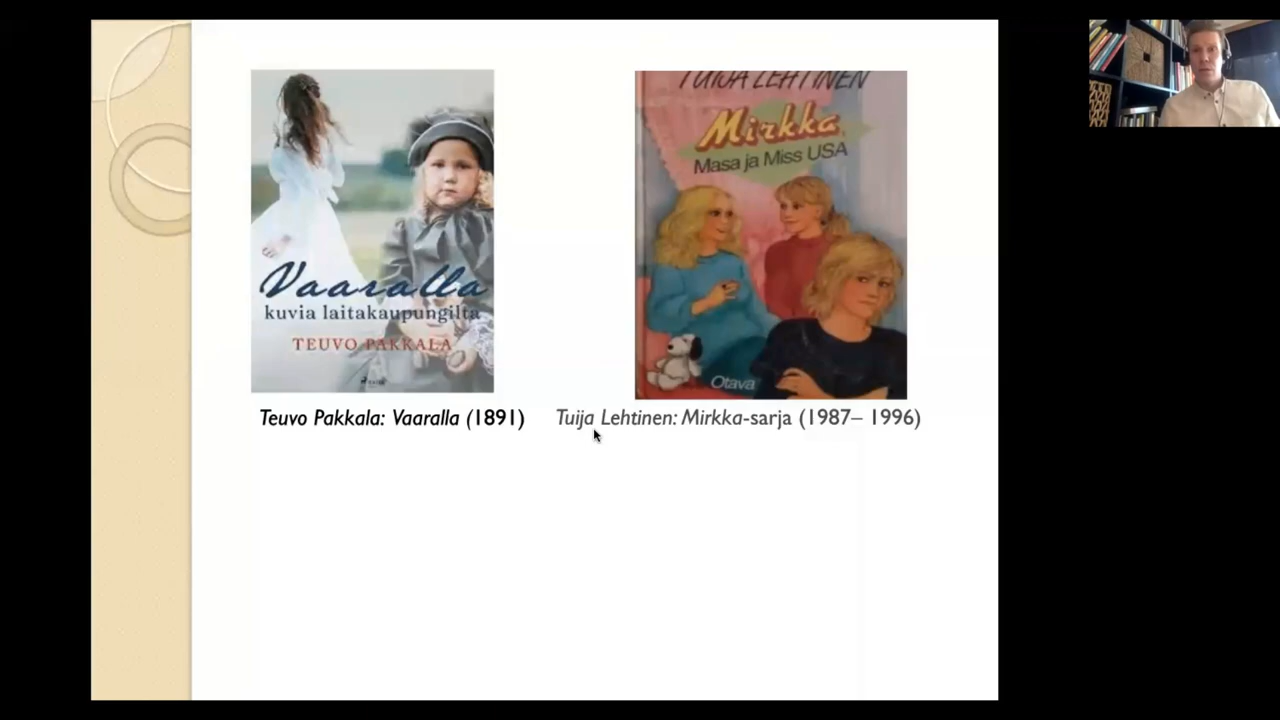 Vaaralla
kuvia laitakaupungilta
TEUVO PAKKALA
Teuvo Pakkala: Vaaralla (1891)
TUIJA LEHTINEN
Mirkka
Masa ja Miss USA
Otava
Tuija Lehtinen: Mirkka-sarja (1987– 1996)